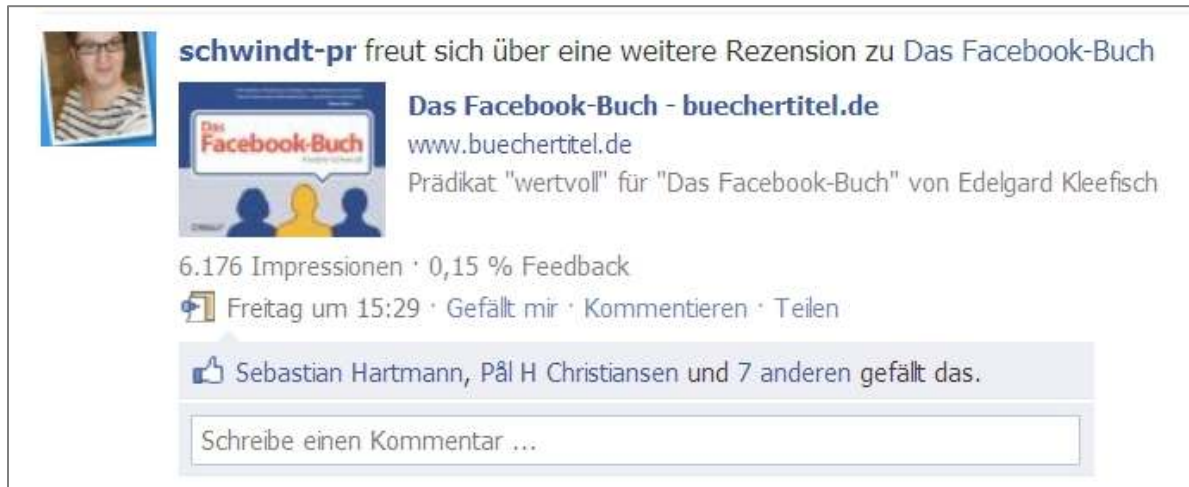 schwindt-pr freut sich über eine weitere Rezension zu Das Facebook-Buch
Das
Facebook-Buch
Das Facebook-Buch - buechertitel.de
www.buechertitel.de
Prädikat "wertvoll" für "Das Facebook-Buch" von Edelgard Kleefisch
6.176 Impressionen · 0,15 % Feedback
Freitag um 15:29 · Gefällt mir · Kommentieren · Teilen
Sebastian Hartmann, Pål H Christiansen und 7 anderen gefällt das.
Schreibe einen Kommentar ...